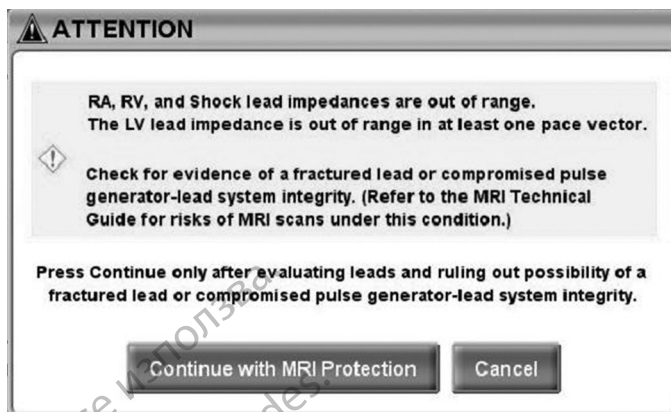 ATTENTION
RA, RV, and Shock lead impedances are out of range.
The LV lead impedance is out of range in at least one pace vector.
Check for evidence of a fractured lead or compromised pulse
generator-lead system integrity. (Refer to the MRI Technical
Guide for risks of MRI scans under this condition.)
Press Continue only after evaluating leads and ruling out possibility of a
fractured lead or compromised pulse generator-lead system integrity.
Continue with MRI Protection
Cancel